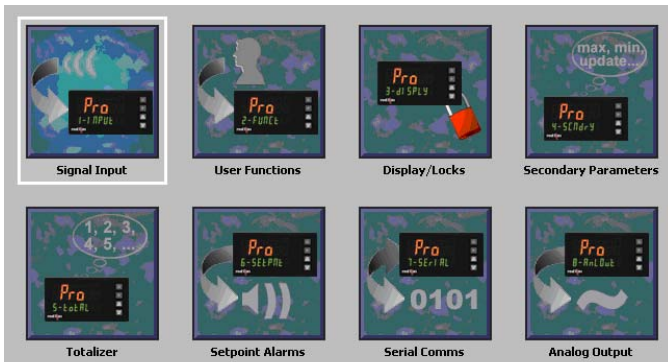 Pro
1-INPUt
Signal Input
Pro
2-FUNCt
User Functions
Pro
3-dISPLY
Display/Locks
max, min,
update...
Pro
4-SCNdrY
Secondary Parameters
1, 2, 3,
4, 5, ...
Pro
5-totAL
Totalizer
Pro
6-SEtPNt
Setpoint Alarms
Pro
7-SErIAL
0101
Serial Comms
Pro
8-AnLOut
Analog Output